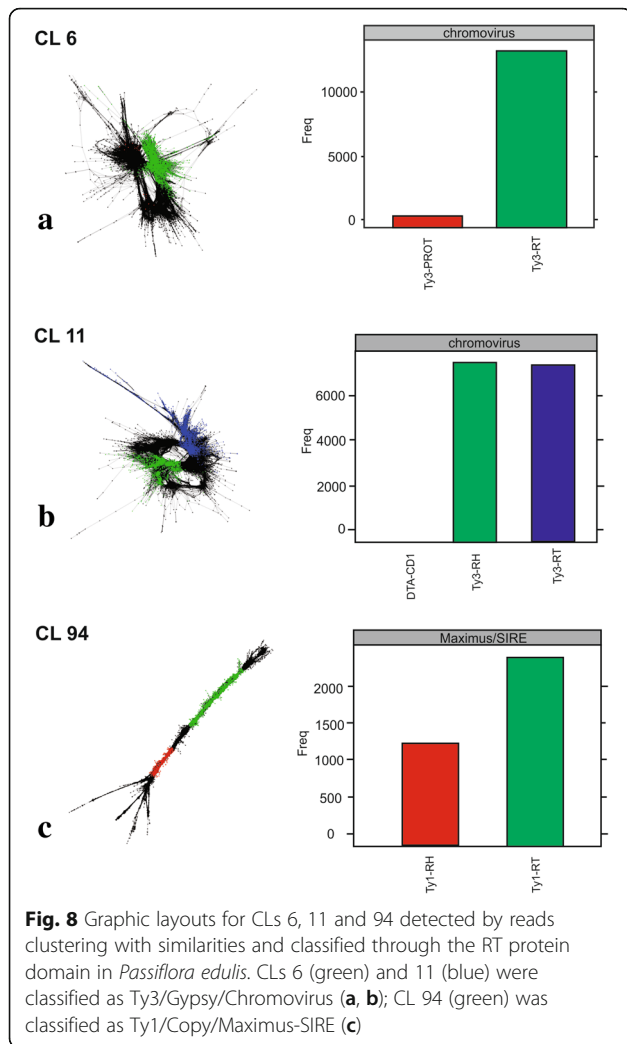 CL 6
chromovirus
10000
5000
0
Freq
Ty3-PROT
Ty3-RT
a
CL 11
chromovirus
6000
4000
2000
0
Freq
DTA-CD1
Ty3-RH
Ty3-RT
b
CL 94
Maximus/SIRE
2000
1500
1000
500
0
Freq
Ty1-RH
Ty1-RT
c
Fig. 8 Graphic layouts for CLs 6, 11 and 94 detected by reads
clustering with similarities and classified through the RT protein
domain in Passiflora edulis. CLs 6 (green) and 11 (blue) were
classified as Ty3/Gypsy/Chromovirus (a, b); CL 94 (green) was
classified as Ty1/Copy/Maximus-SIRE (c)